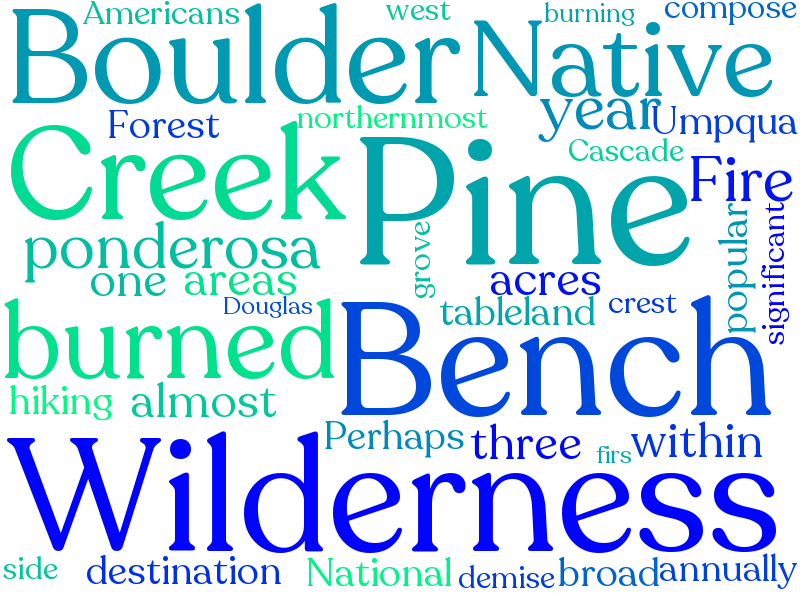 Americans west burning compose
Boulder Native
year Umpqua
Forest northernmost
Creek Pine Cascade Fire
ponderosa grove popular significant
one areas acres
Douglas tableland crest
burned Bench
hiking almost
Perhaps three firs within
Wilderness
side destination National demise broad annually